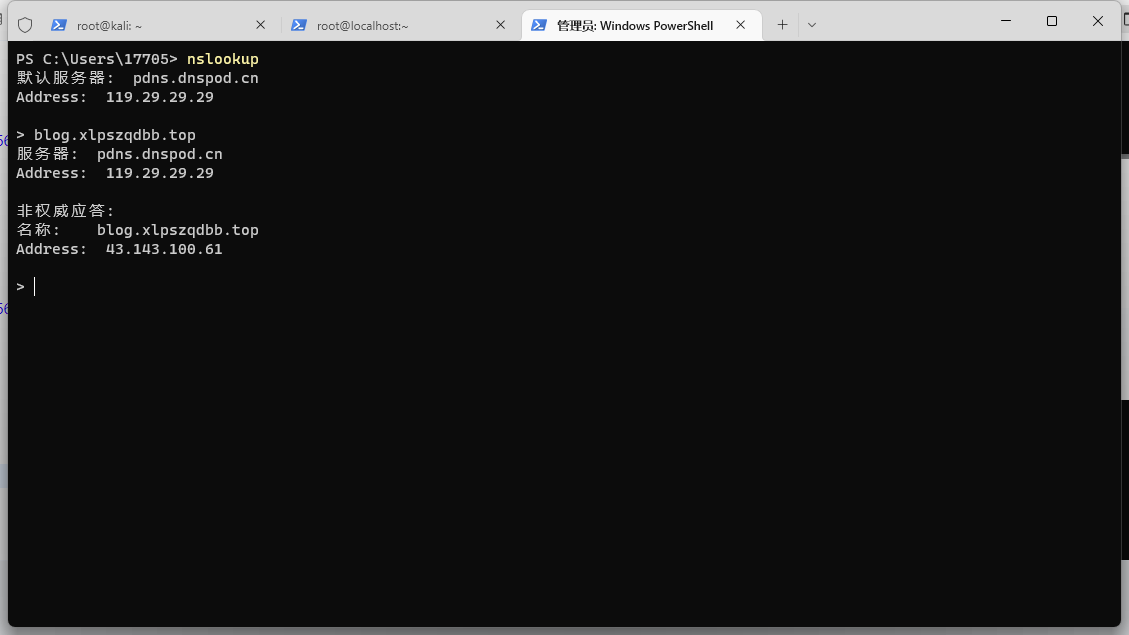 root@kali: ~
root@localhost:~
管理员: Windows PowerShell
PS C:\Users\17705> nslookup
默认服务器:  pdns.dnspod.cn
Address:  119.29.29.29
> blog.xlpszqdbb.top
服务器:  pdns.dnspod.cn
Address:  119.29.29.29
非权威应答:
名称:    blog.xlpszqdbb.top
Address:  43.143.100.61
>